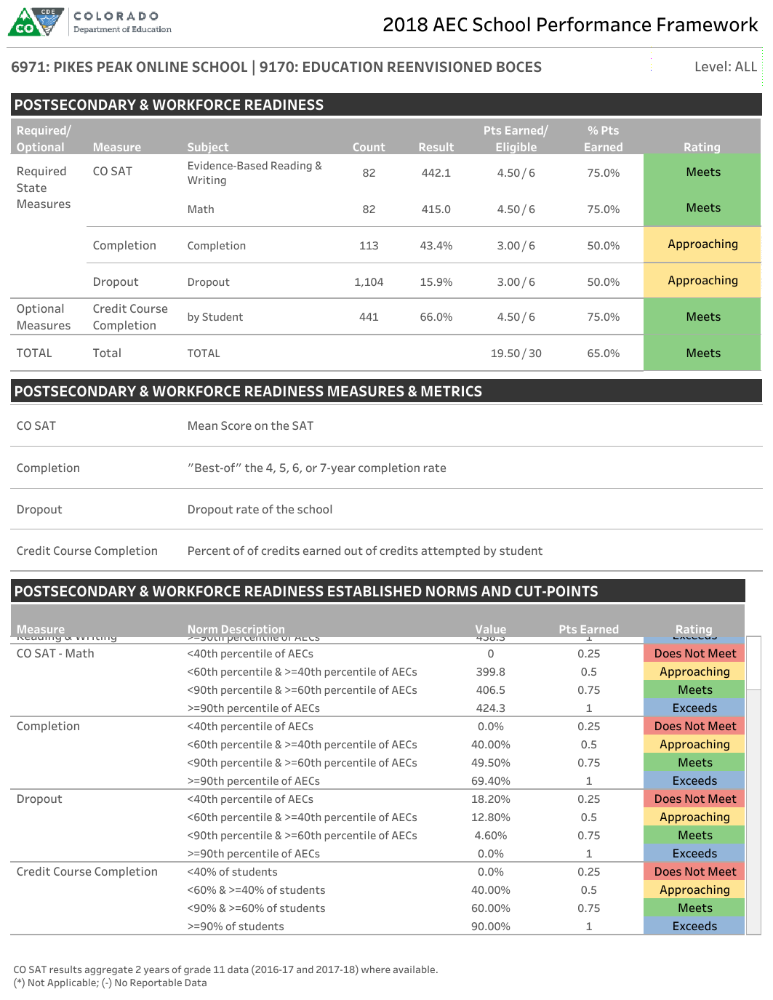 CDE
CO
COLORADO
Department of Education
2018 AEC School Performance Framework
6971: PIKES PEAK ONLINE SCHOOL | 9170: EDUCATION REENVISIONED BOCES
Level: ALL
POSTSECONDARY & WORKFORCE READINESS
Required/ Optional Measure Subject Count Result Pts Earned/ Eligible % Pts Earned Rating
Required State Measures CO SAT Evidence-Based Reading & Writing 82 442.1 4.50 / 6 75.0% Meets
Math 82 415.0 4.50 / 6 75.0% Meets
Completion Completion 113 43.4% 3.00 / 6 50.0% Approaching
Dropout Dropout 1,104 15.9% 3.00 / 6 50.0% Approaching
Optional Measures Credit Course Completion by Student 441 66.0% 4.50 / 6 75.0% Meets
TOTAL Total TOTAL 19.50 / 30 65.0% Meets
POSTSECONDARY & WORKFORCE READINESS MEASURES & METRICS
CO SAT Mean Score on the SAT
Completion "Best-of" the 4, 5, 6, or 7-year completion rate
Dropout Dropout rate of the school
Credit Course Completion Percent of of credits earned out of credits attempted by student
POSTSECONDARY & WORKFORCE READINESS ESTABLISHED NORMS AND CUT-POINTS
Measure Norm Description Value Pts Earned Rating
Reading & Writing >=90th percentile of AECs 1 Exceeds
CO SAT - Math <40th percentile of AECs 0 0.25 Does Not Meet
<60th percentile & >=40th percentile of AECs 399.8 0.5 Approaching
<90th percentile & >=60th percentile of AECs 406.5 0.75 Meets
>=90th percentile of AECs 424.3 1 Exceeds
Completion <40th percentile of AECs 0.0% 0.25 Does Not Meet
<60th percentile & >=40th percentile of AECs 40.00% 0.5 Approaching
<90th percentile & >=60th percentile of AECs 49.50% 0.75 Meets
>=90th percentile of AECs 69.40% 1 Exceeds
Dropout <40th percentile of AECs 18.20% 0.25 Does Not Meet
<60th percentile & >=40th percentile of AECs 12.80% 0.5 Approaching
<90th percentile & >=60th percentile of AECs 4.60% 0.75 Meets
>=90th percentile of AECs 0.0% 1 Exceeds
Credit Course Completion <40% of students 0.0% 0.25 Does Not Meet
<60% & >=40% of students 40.00% 0.5 Approaching
<90% & >=60% of students 60.00% 0.75 Meets
>=90% of students 90.00% 1 Exceeds
CO SAT results aggregate 2 years of grade 11 data (2016-17 and 2017-18) where available.
(*) Not Applicable; (-) No Reportable Data